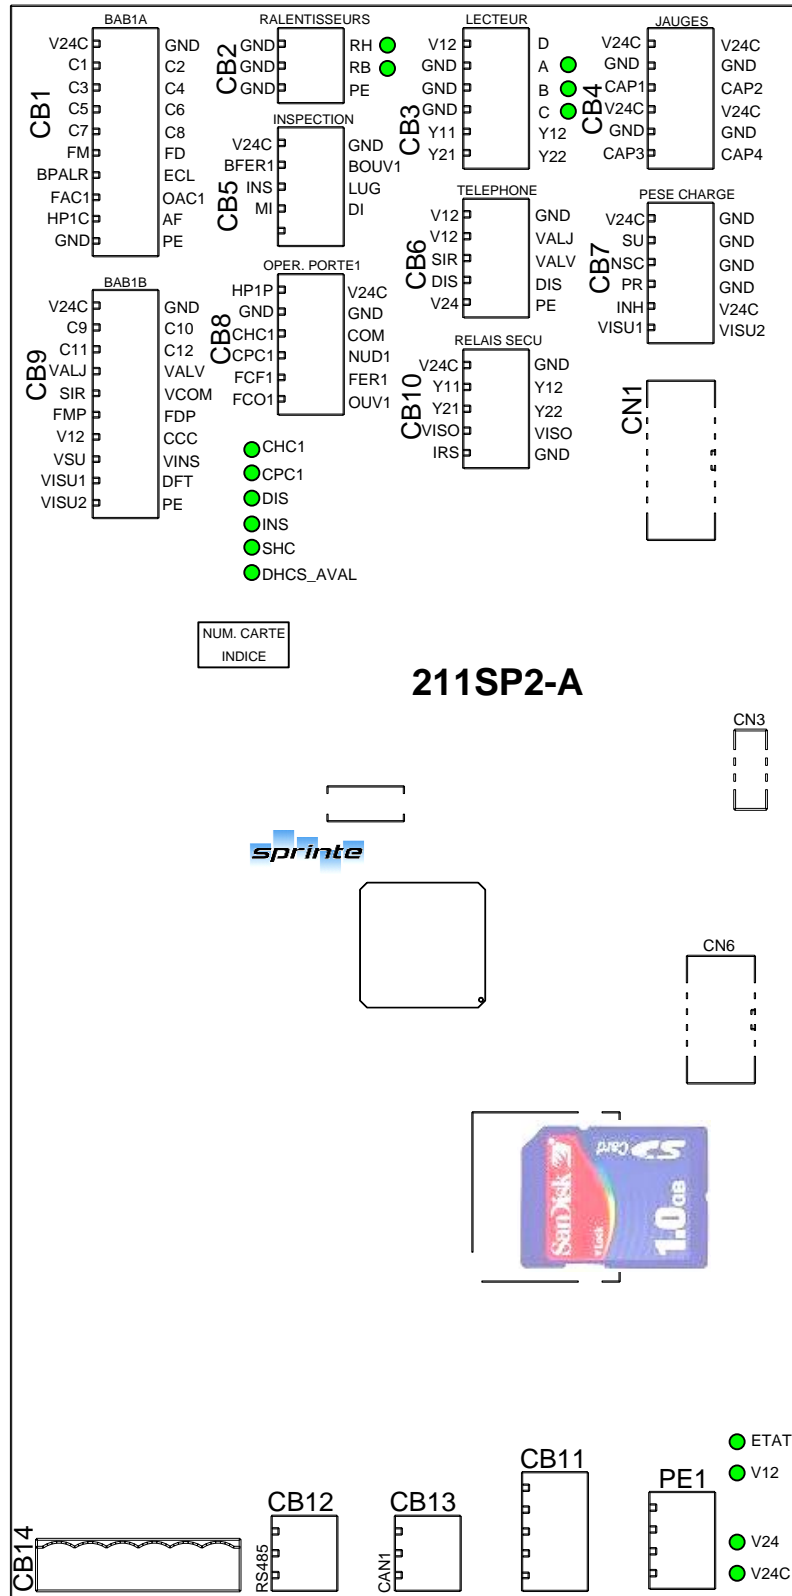 BAB1A
CB1
V24C GND
C1 C2
C3 C4
C5 C6
C7 C8
FM FD
BPALR ECL
FAC1 OAC1
HP1C AF
GND PE
RALENTISSEURS
CB2
GND RH
GND RB
GND PE
LECTEUR
CB3
V12 D
GND A
GND B
GND C
Y11 Y12
Y21 Y22
JAUGES
CB4
V24C V24C
GND GND
CAP1 CAP2
V24C V24C
GND GND
CAP3 CAP4
INSPECTION
CB5
V24C GND
BFER1 BOUV1
INS LUG
MI DI
TELEPHONE
CB6
V12 GND
V12 VALJ
SIR VALV
DIS DIS
V24 PE
PESE CHARGE
CB7
V24C GND
SU GND
NSC GND
PR GND
INH V24C
VISU1 VISU2
OPER. PORTE1
CB8
HP1P V24C
GND GND
CHC1 COM
CPC1 NUD1
FCF1 FER1
FCO1 OUV1
BAB1B
CB9
V24C GND
C9 C10
C11 C12
VALJ VALV
SIR VCOM
FMP FDP
V12 CCC
VSU VINS
VISU1 DFT
VISU2 PE
RELAIS SECU
CB10
V24C GND
Y11 Y12
Y21 Y22
VISO VISO
IRS GND
CN1
CHC1
CPC1
DIS
INS
SHC
DHCS_AVAL
NUM. CARTE
INDICE
211SP2-A
CN3
sprinte
CN6
SanDisk
Lock
1.0 GB
SD Card
ETAT
V12
V24
V24C
CB14
CB12
RS485
CB13
CAN1
CB11
PE1